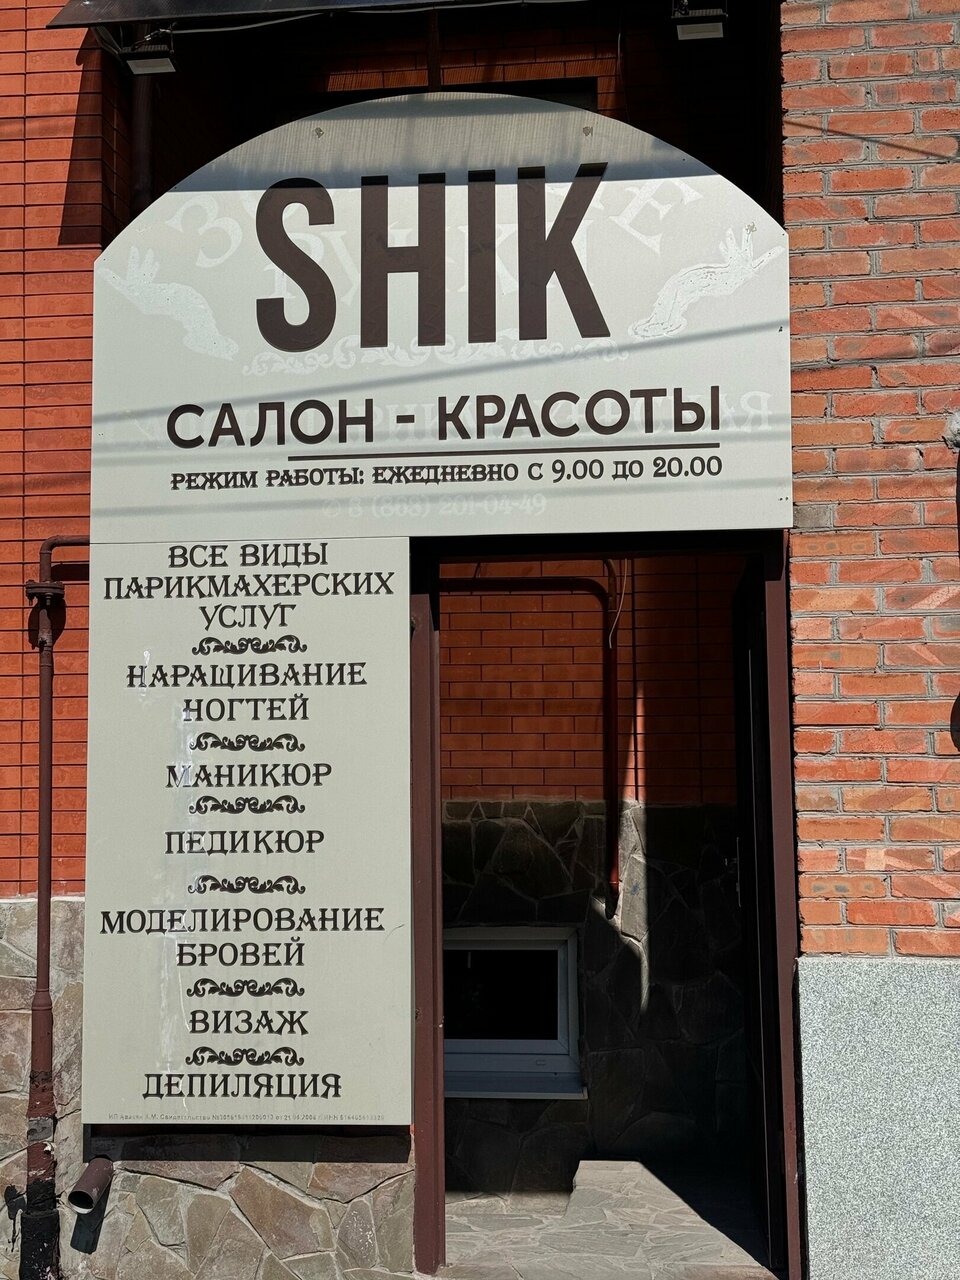 SHIK
САЛОН - КРАСОТЫ
РЕЖИМ РАБОТЫ: ЕЖЕДНЕВНО С 9.00 ДО 20.00
ВСЕ ВИДЫ
ПАРИКМАХЕРСКИХ
УСЛУГ
НАРАЩИВАНИЕ
НОГТЕЙ
МАНИКЮР
ПЕДИКЮР
МОДЕЛИРОВАНИЕ
БРОВЕЙ
ВИЗАЖ
ДЕПИЛЯЦИЯ